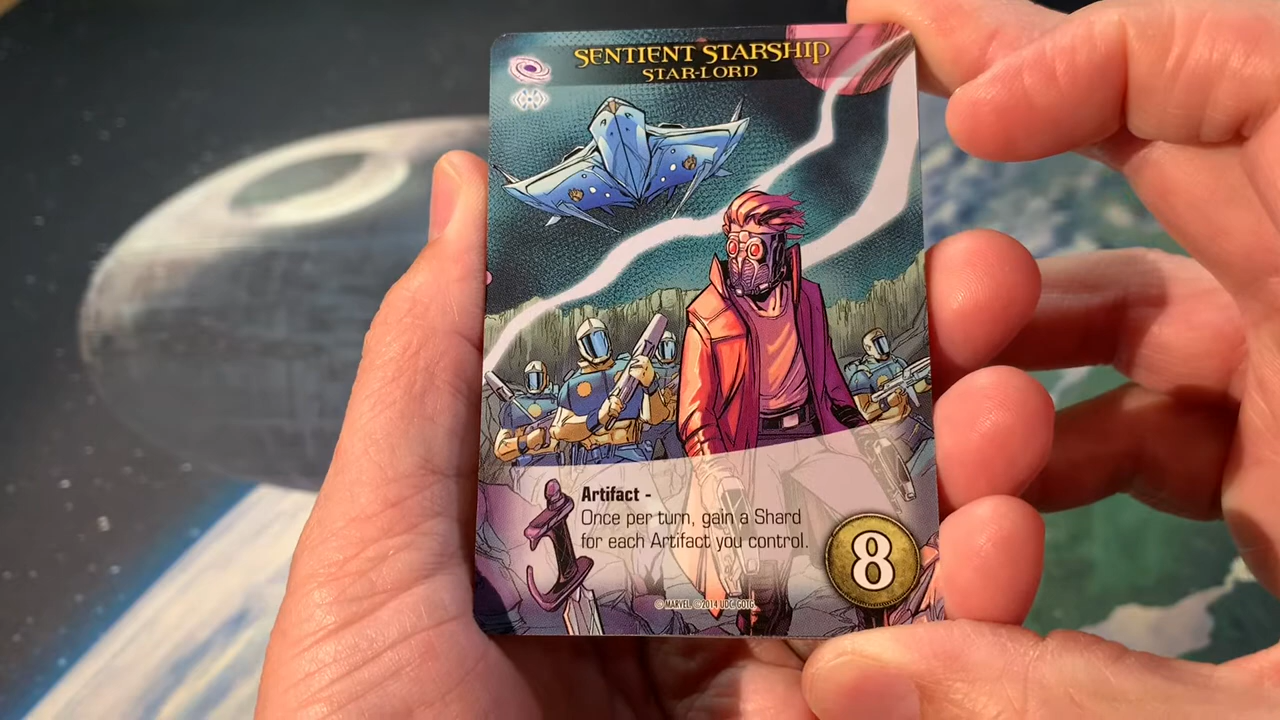 SENTIENT STARSHIP
STAR-LORD
Artifact -
Once per turn, gain a Shard
for each Artifact you control.
8
© MARVEL ©2014 UDC GOTG